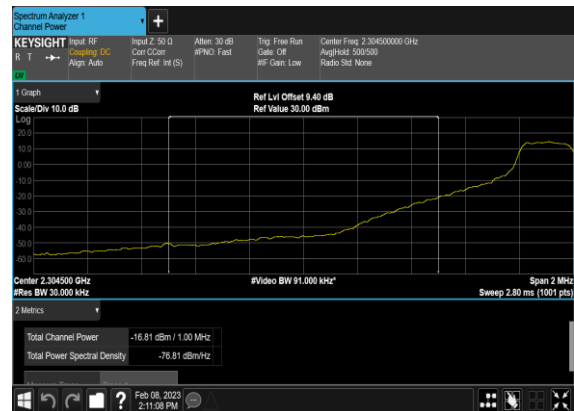 Spectrum Analyzer 1
Channel Power
+
KEYSIGHT
R T
LXI
Input: RF
Coupling: DC
Align: Auto
Input Z: 50 Ω
Corr CCorr
Freq Ref: Int (S)
Atten: 30 dB
#PNO: Fast
Trig: Free Run
Gate: Off
#IF Gain: Low
Center Freq: 2.304500000 GHz
Avg|Hold: 500/500
Radio Std: None
1 Graph
Scale/Div 10.0 dB
Ref Lvl Offset 9.40 dB
Ref Value 30.00 dBm
Log
20.0
10.0
0.00
-10.0
-20.0
-30.0
-40.0
-50.0
-60.0
Center 2.304500 GHz
#Res BW 30.000 kHz
#Video BW 91.000 kHz*
Span 2 MHz
Sweep 2.80 ms (1001 pts)
2 Metrics
Total Channel Power -16.81 dBm / 1.00 MHz
Total Power Spectral Density -76.81 dBm/Hz
?
Feb 08, 2023
2:11:08 PM